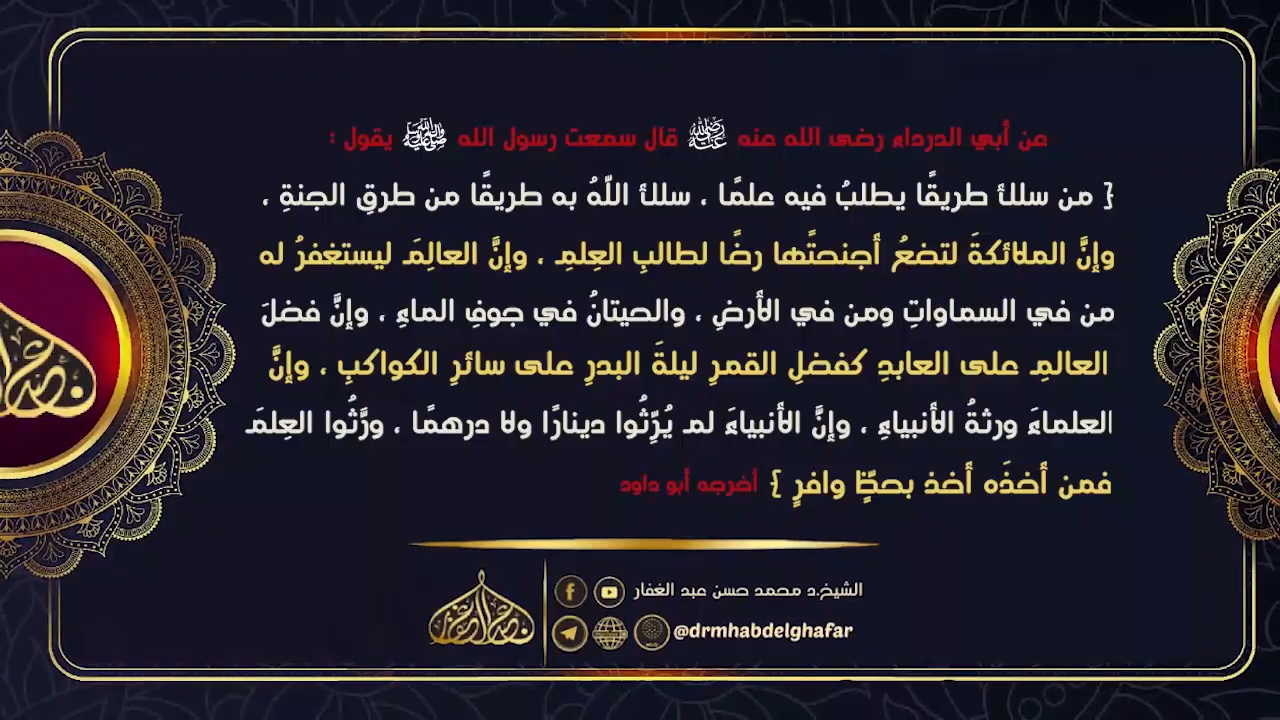 عن أبي الدرداء رضى الله عنه ﵁ قال سمعت رسول الله ﷺ يقول :
{ من سلك طريقًا يطلبُ فيه علمًا ، سلك اللّهُ به طريقًا من طرقِ الجنةِ ،
وإنَّ الملائكةَ لتضعُ أجنحتَها رضًا لطالبِ العِلمِ ، وإنَّ العالِمَ ليستغفرُ له
من في السماواتِ ومن في الأرضِ ، والحيتانُ في جوفِ الماءِ ، وإنَّ فضلَ
العالمِ على العابدِ كفضلِ القمرِ ليلةَ البدرِ على سائرِ الكواكبِ ، وإنَّ
العلماءَ ورثةُ الأنبياءِ ، وإنَّ الأنبياءَ لم يُرِّثُوا دينارًا ولا درهمًا ، ورَّثُوا العِلمَ
فمن أخذَه أخذ بحظٍّ وافرٍ } أخرجه أبو داود
الشيخ.د محمد حسن عبد الغفار
@drmhabdelghafar